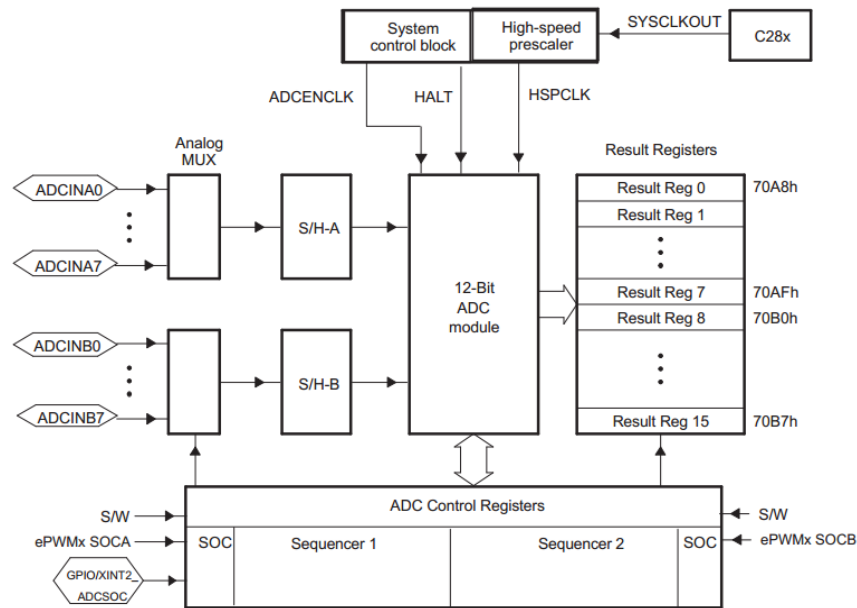 System
control block
High-speed
prescaler
SYSCLKOUT
C28x
ADCENCLK
HALT
HSPCLK
Analog
MUX
Result Registers
ADCINA0
ADCINA7
S/H-A
12-Bit
ADC
module
Result Reg 0
70A8h
Result Reg 1
Result Reg 7
70AFh
Result Reg 8
70B0h
Result Reg 15
70B7h
ADCINB0
ADCINB7
S/H-B
ADC Control Registers
S/W
S/W
ePWMx SOCA
SOC
Sequencer 1
Sequencer 2
SOC
ePWMx SOCB
GPIO/XINT2_
ADCSOC